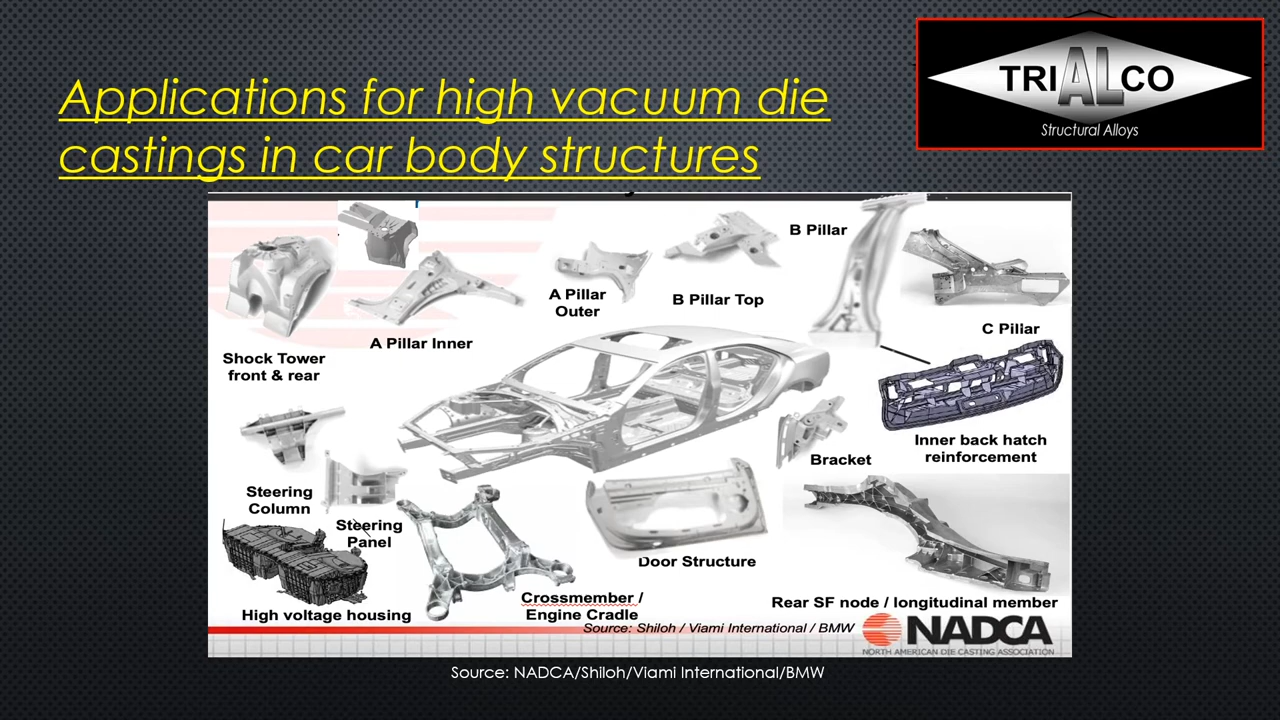 Applications for high vacuum die
castings in car body structures
TRIALCO
Structural Alloys
B Pillar
A Pillar
Outer
B Pillar Top
C Pillar
A Pillar Inner
Shock Tower
front & rear
Inner back hatch
reinforcement
Bracket
Steering
Column
Steering
Panel
Door Structure
Crossmember /
Engine Cradle
Rear SF node / longitudinal member
High voltage housing
Source: Shiloh / Viami International / BMW
NADCA
NORTH AMERICAN DIE CASTING ASSOCIATION
Source: NADCA/Shiloh/Viami International/BMW